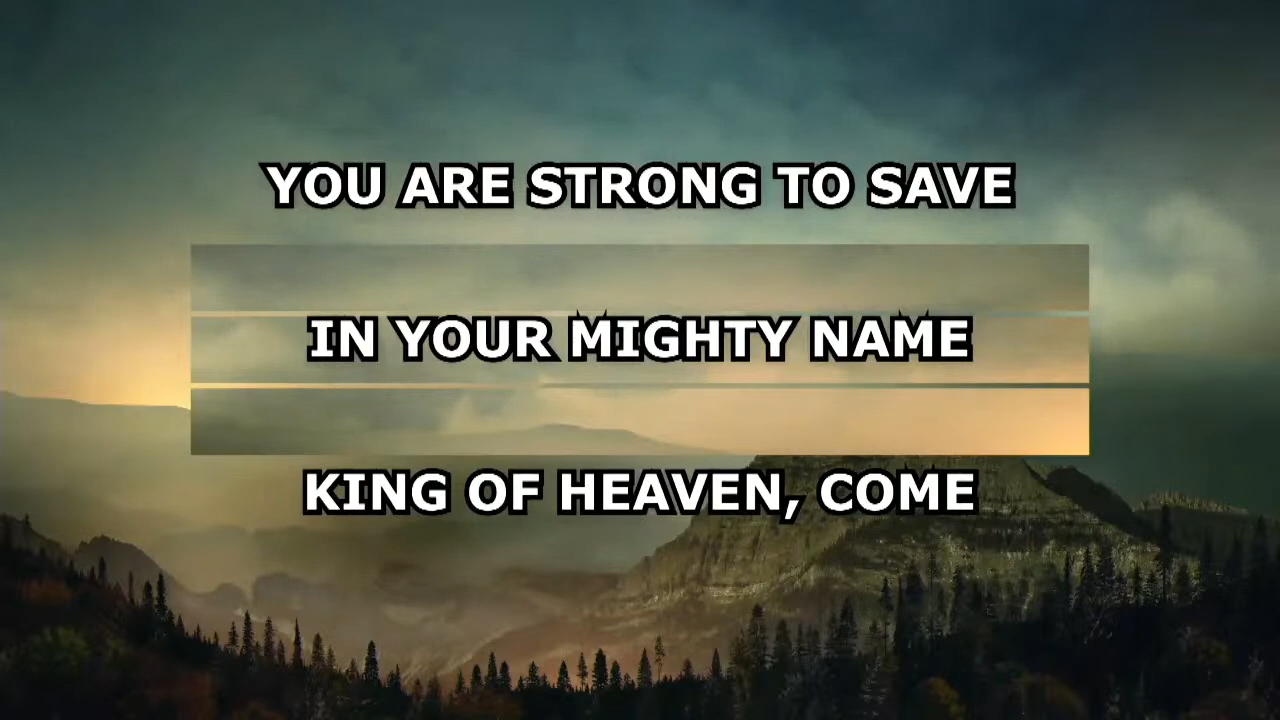 YOU ARE STRONG TO SAVE
IN YOUR MIGHTY NAME
KING OF HEAVEN, COME